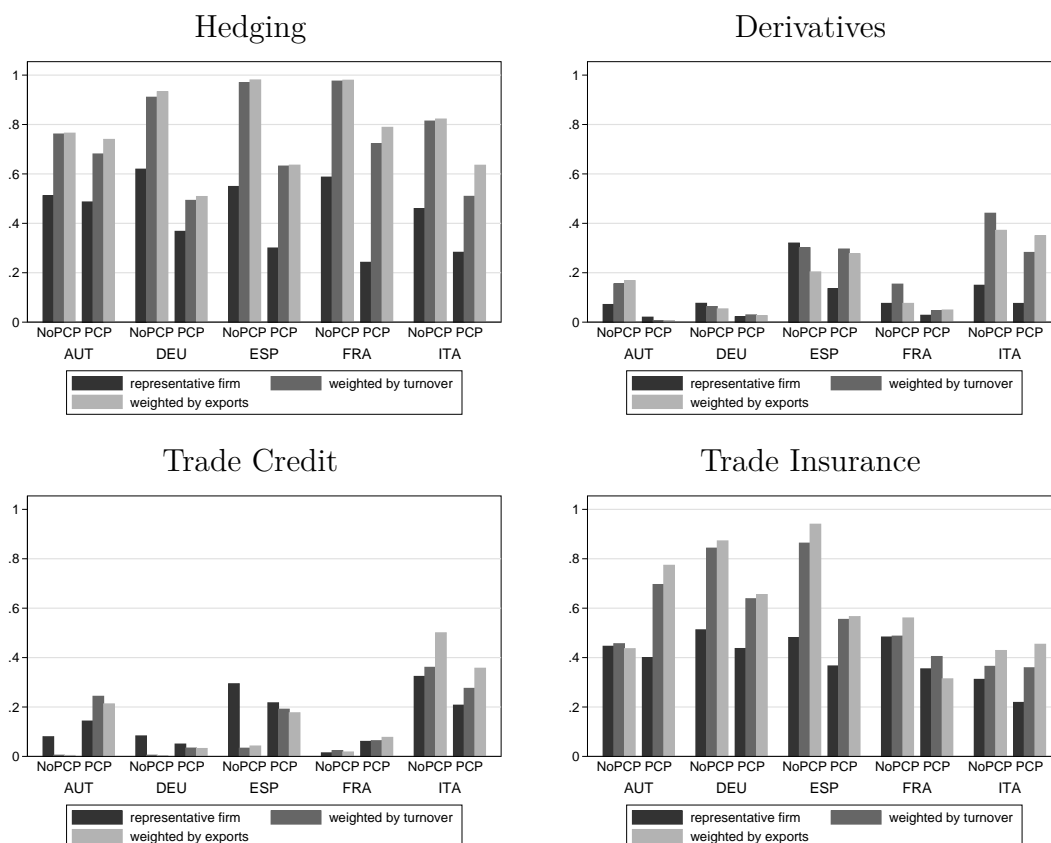 Hedging
1
.8
.6
.4
.2
0
NoPCP PCP NoPCP PCP NoPCP PCP NoPCP PCP NoPCP PCP
AUT DEU ESP FRA ITA
representative firm weighted by turnover
weighted by exports
Derivatives
1
.8
.6
.4
.2
0
NoPCP PCP NoPCP PCP NoPCP PCP NoPCP PCP NoPCP PCP
AUT DEU ESP FRA ITA
representative firm weighted by turnover
weighted by exports
Trade Credit
1
.8
.6
.4
.2
0
NoPCP PCP NoPCP PCP NoPCP PCP NoPCP PCP NoPCP PCP
AUT DEU ESP FRA ITA
representative firm weighted by turnover
weighted by exports
Trade Insurance
1
.8
.6
.4
.2
0
NoPCP PCP NoPCP PCP NoPCP PCP NoPCP PCP NoPCP PCP
AUT DEU ESP FRA ITA
representative firm weighted by turnover
weighted by exports